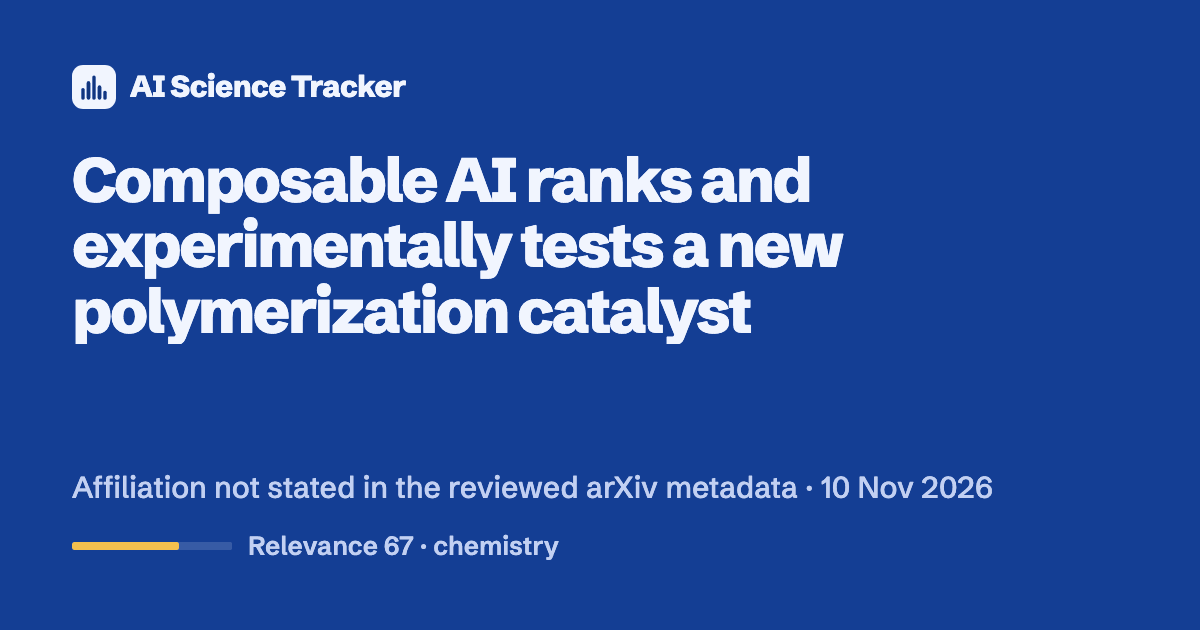 AI Science Tracker
Composable AI ranks and
experimentally tests a new
polymerization catalyst
Affiliation not stated in the reviewed arXiv metadata · 10 Nov 2026
Relevance 67 · chemistry